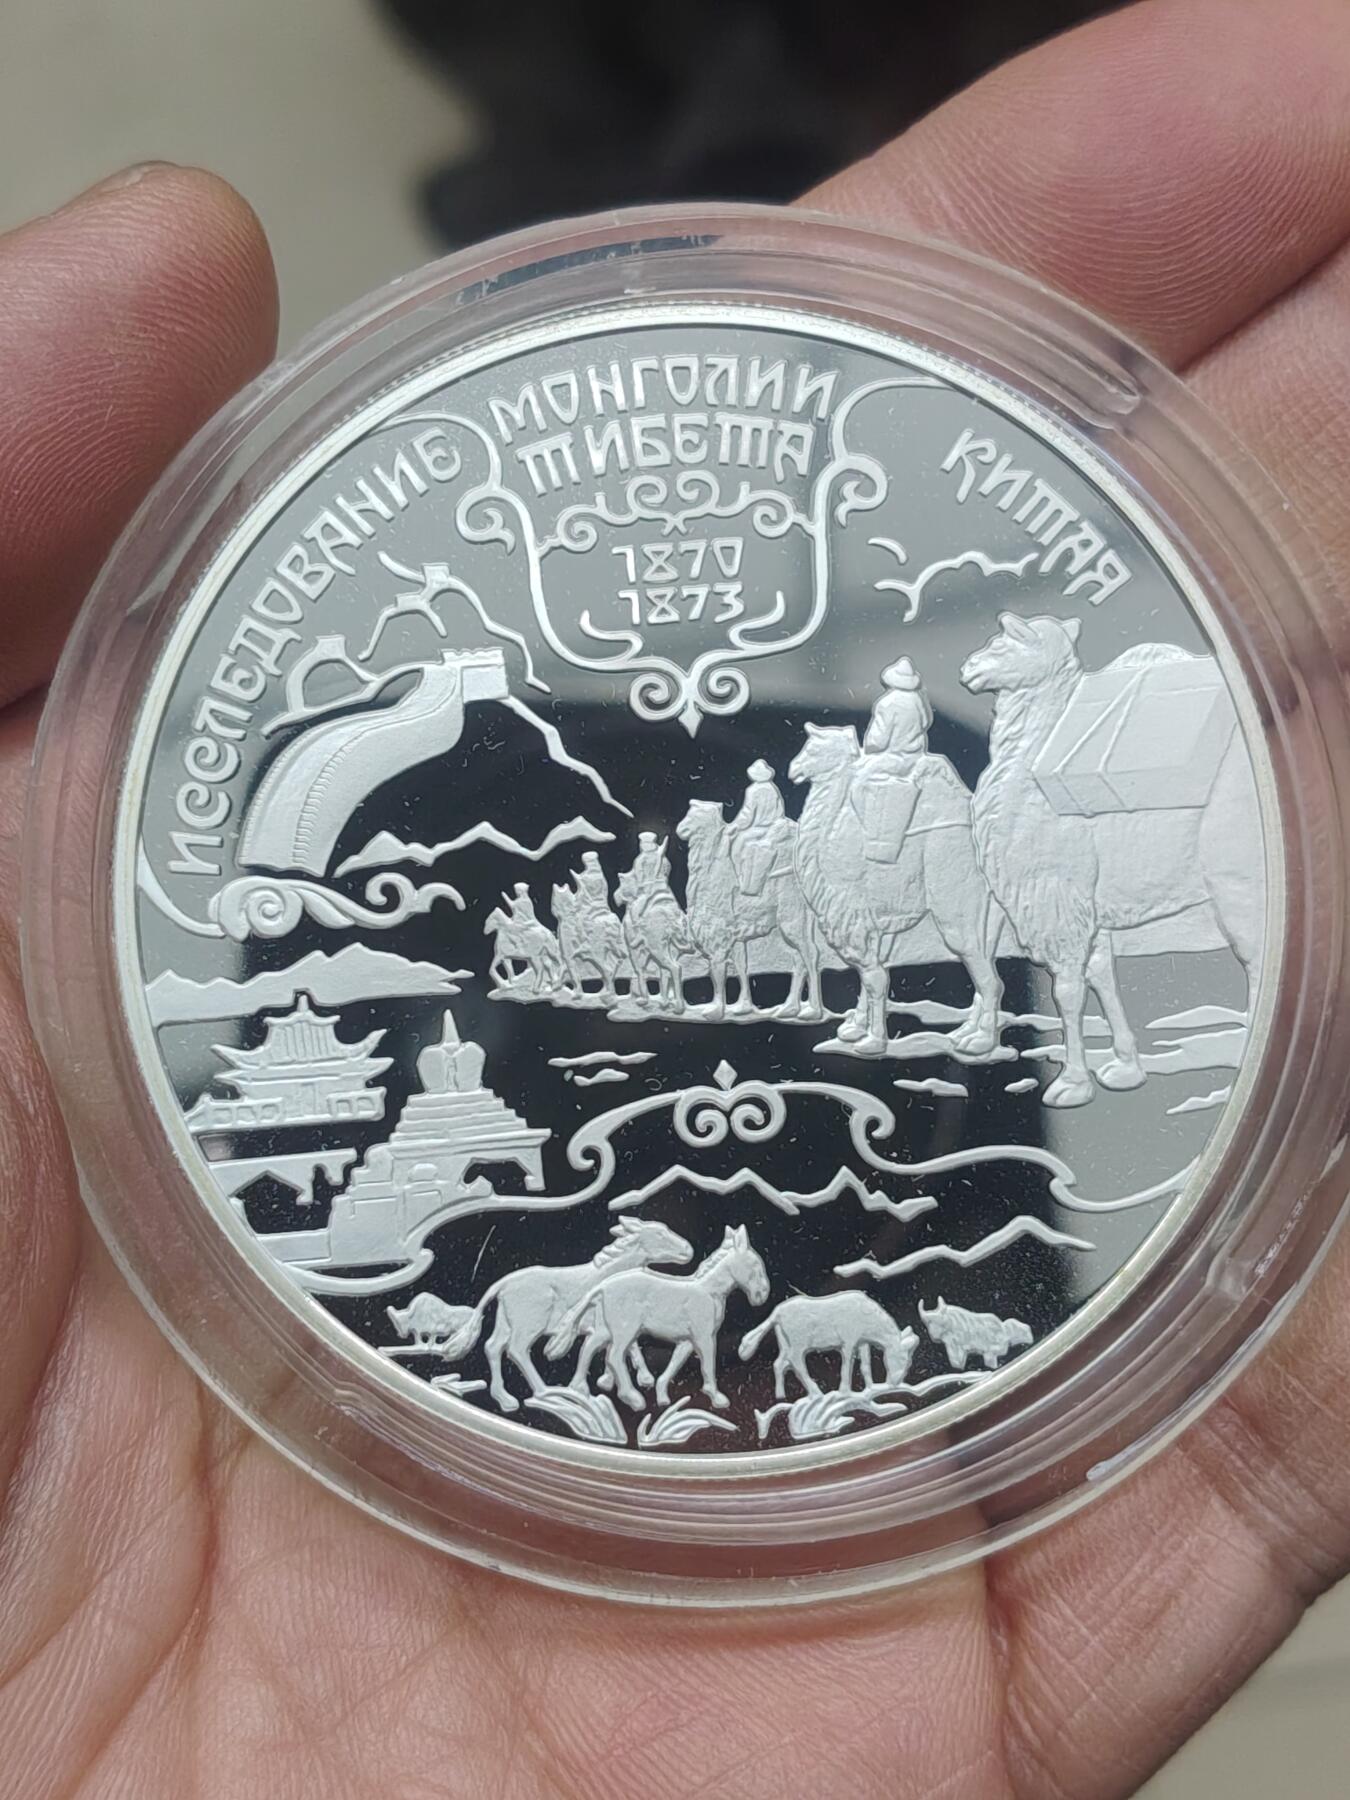 ИССЛЕДОВАНИЕ
МОНГОЛИИ
ТИБЕТА
КИТАЯ
1870
1873